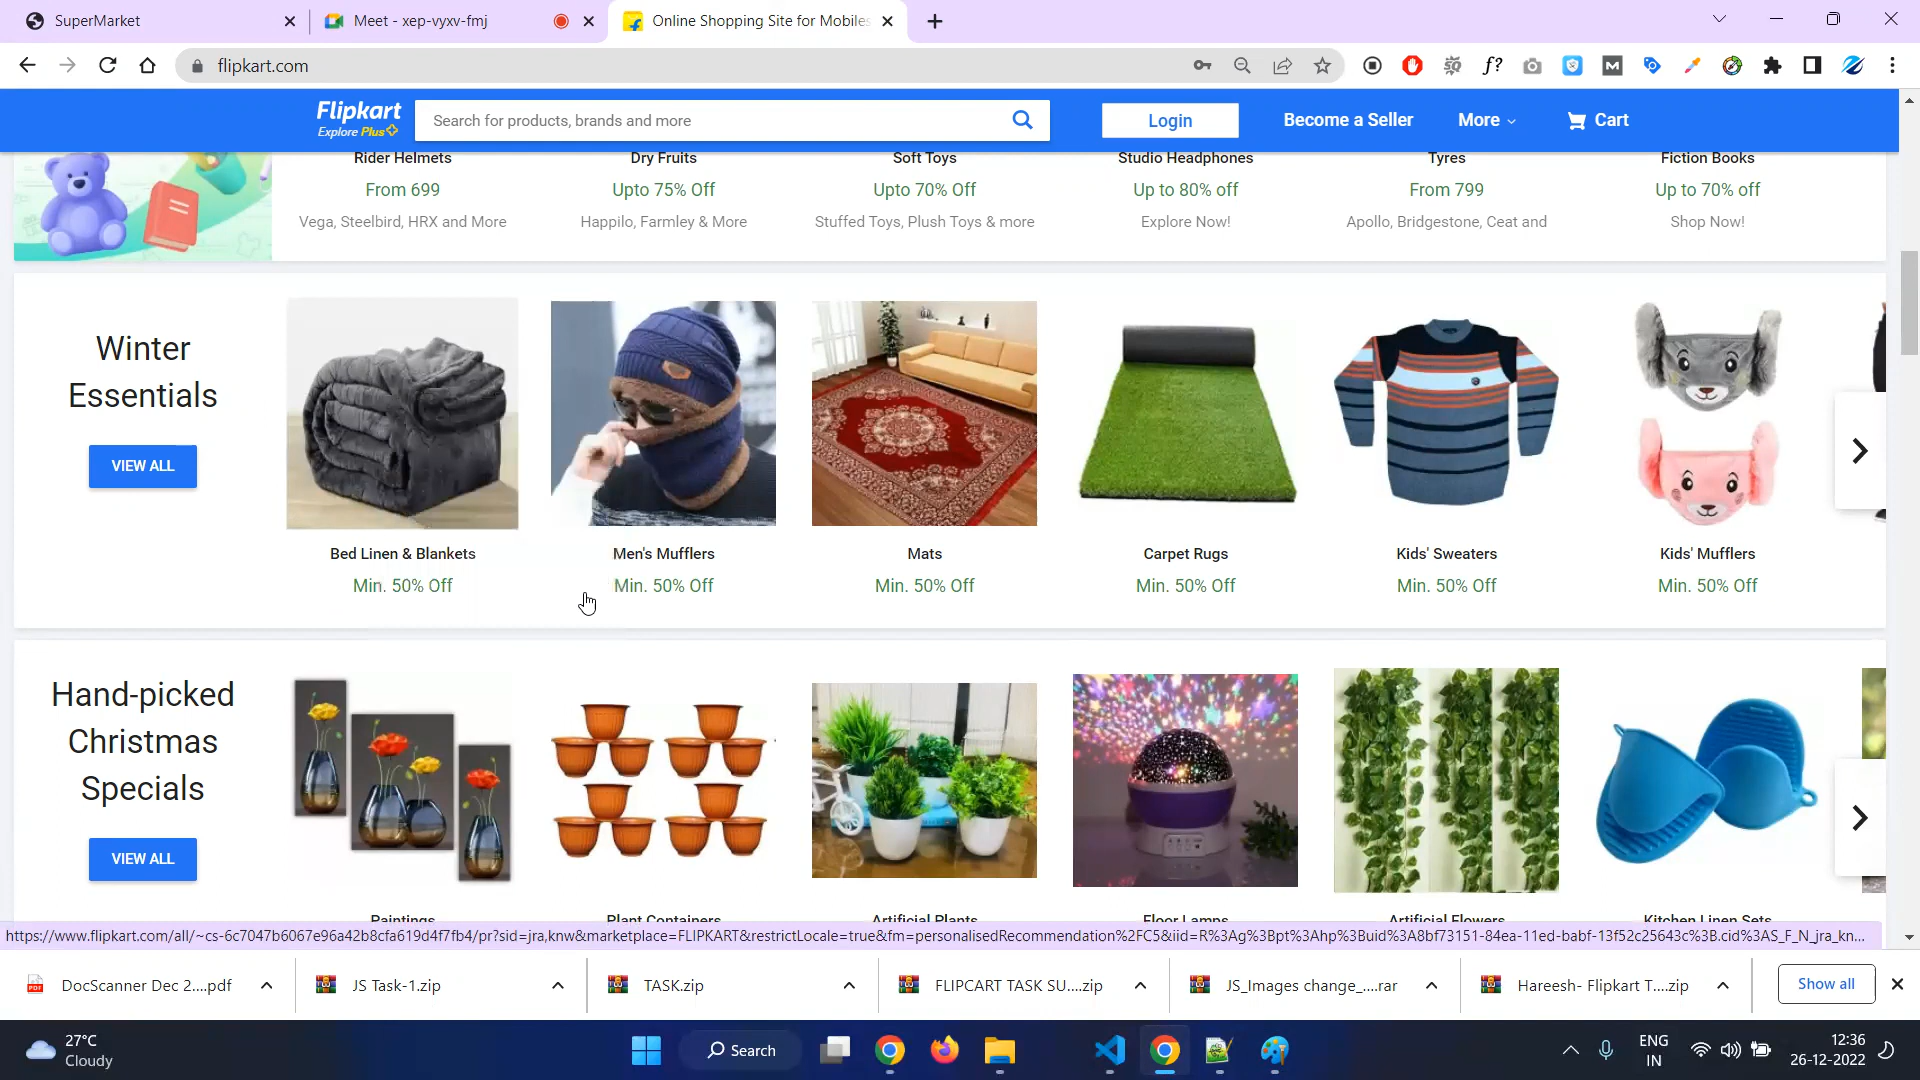 SuperMarket
Meet - xep-vyxv-fmj
Online Shopping Site for Mobiles
flipkart.com
f?
M
Flipkart
Explore Plus
Search for products, brands and more
Login
Become a Seller
More
Cart
Rider Helmets
Dry Fruits
Soft Toys
Studio Headphones
Tyres
Fiction Books
From 699
Upto 75% Off
Upto 70% Off
Up to 80% off
From 799
Up to 70% off
Vega, Steelbird, HRX and More
Happilo, Farmley & More
Stuffed Toys, Plush Toys & more
Explore Now!
Apollo, Bridgestone, Ceat and
Shop Now!
Winter
Essentials
VIEW ALL
Bed Linen & Blankets
Men's Mufflers
Mats
Carpet Rugs
Kids' Sweaters
Kids' Mufflers
Min. 50% Off
Min. 50% Off
Min. 50% Off
Min. 50% Off
Min. 50% Off
Min. 50% Off
Hand-picked
Christmas
Specials
VIEW ALL
Paintings
Plant Containers
Artificial Plants
Floor Lamps
Artificial Flowers
Kitchen Linen Sets
https://www.flipkart.com/all/~cs-6c7047b6067e96a42b8cfa619d4f7fb4/pr?sid=jra,knw&marketplace=FLIPKART&restrictLocale=true&fm=personalisedRecommendation%2FC5&iid=R%3Ag%3Bpt%3Ahp%3Buid%3A8bf73151-84ea-11ed-babf-13f52c25643c%3B.cid%3AS_F_N_jra_kn...
DocScanner Dec 2....pdf
JS Task-1.zip
TASK.zip
FLIPCART TASK SU....zip
JS_Images change_....rar
Hareesh- Flipkart T....zip
Show all
27°C
Cloudy
Search
ENG
IN
12:36
26-12-2022